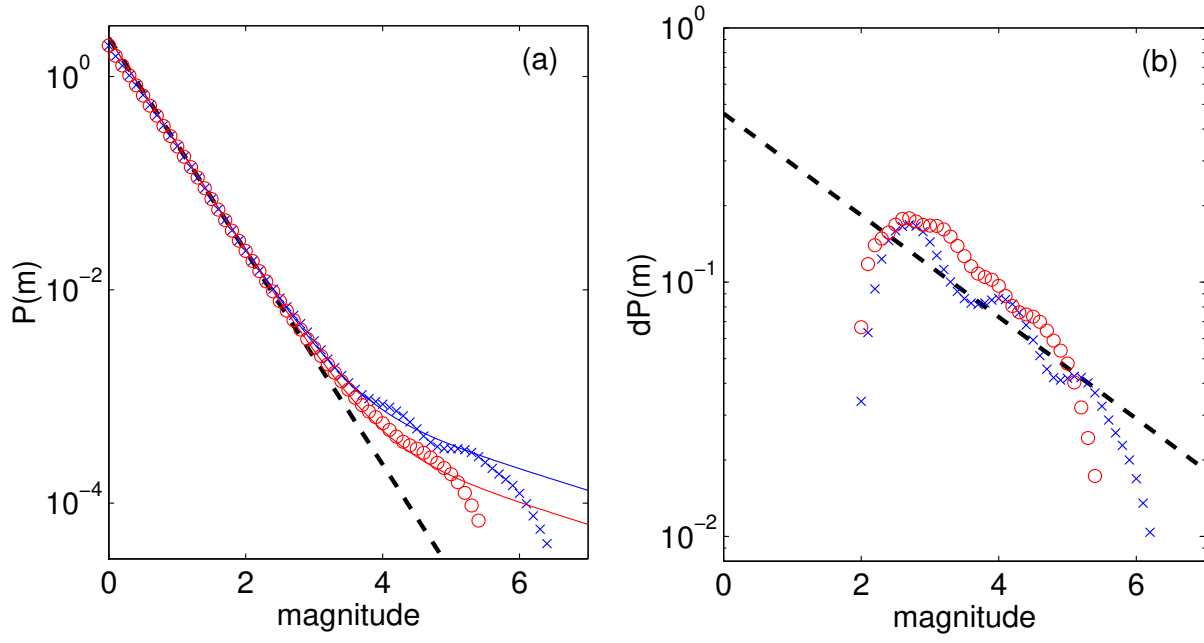 (a)
10^0
10^{-2}
10^{-4}
P(m)
0 2 4 6
magnitude
(b)
10^0
10^{-1}
10^{-2}
dP(m)
0 2 4 6
magnitude